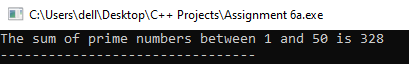 C:\Users\dell\Desktop\C++ Projects\Assignment 6a.exe
The sum of prime numbers between 1 and 50 is 328
--------------------------------